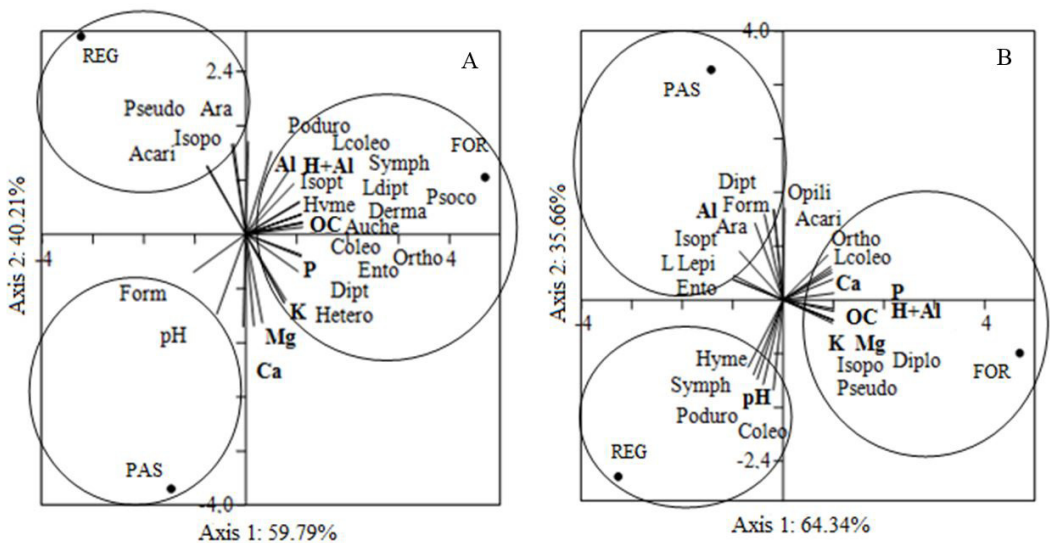 A
REG
2.4
Pseudo Ara
Poduro
Isopo
Lcoleo
FOR
Acari
Al H+Al
Symph
Isopt
Ldipt
Psoco
Hyme
Derma
OC Auche
-4
Coleo
Ortho 4
P
Ento
Form
Dipt
K Hetero
pH
Mg
Ca
PAS
-4,0
Axis 1: 59.79%
Axis 2: 40.21%
4,0
B
PAS
Dipt
Opili
Al Form
Acari
Ara
Isopt
Ortho
L Lepi
Lcoleo
Ento
Ca
P
-4
OC H+Al
4
K Mg
Hyme
Isopo Diplo
FOR
Symph
Pseudo
pH
Poduro
Coleo
REG
-2.4
Axis 1: 64.34%
Axis 2: 35.66%